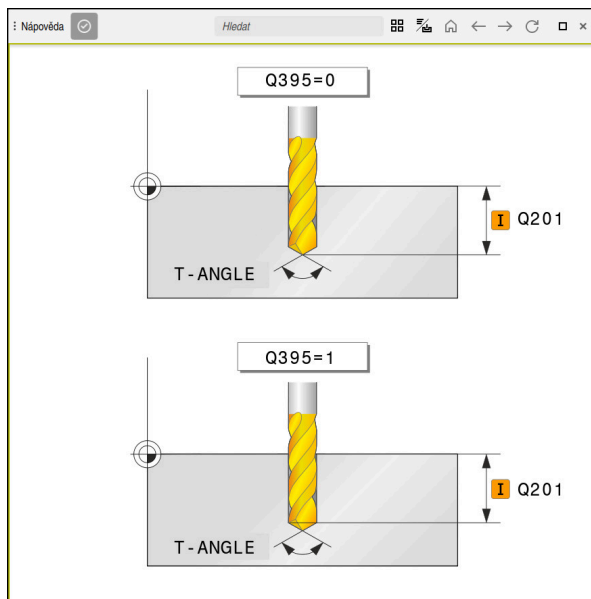 Nápověda
Hledat
Q395=0
I Q201
T-ANGLE
Q395=1
I Q201
T-ANGLE